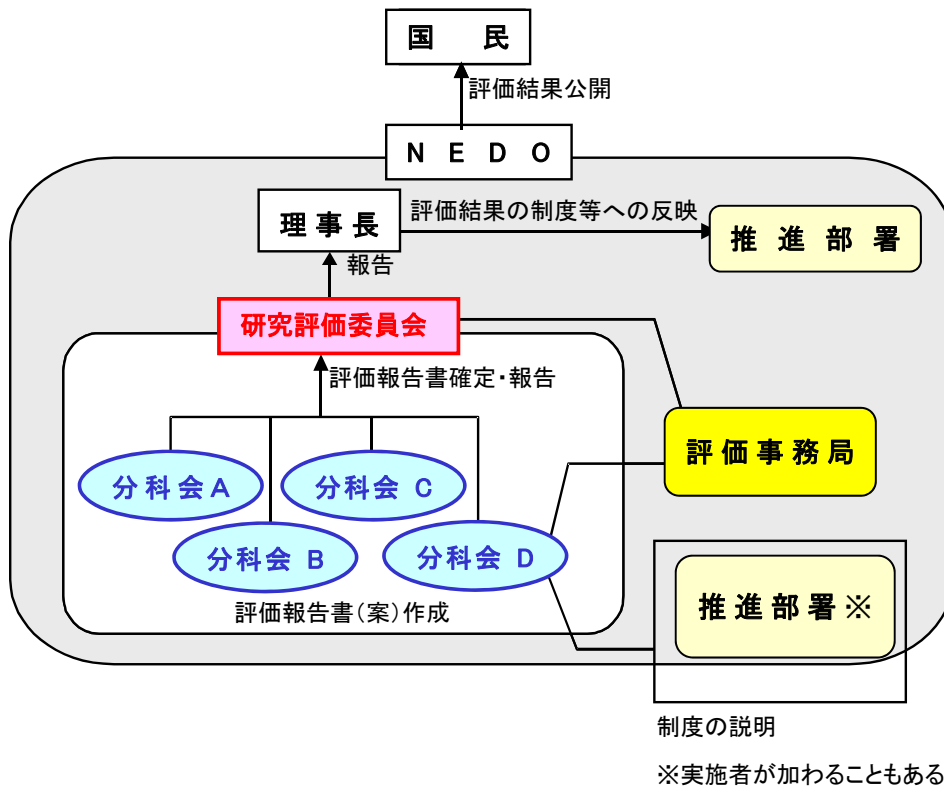 国 民
評価結果公開
N E D O
理事長
評価結果の制度等への反映
推進部署
報告
研究評価委員会
評価報告書確定・報告
評価事務局
分科会A
分科会 C
分科会 B
分科会 D
推進部署※
評価報告書(案)作成
制度の説明
※実施者が加わることもある